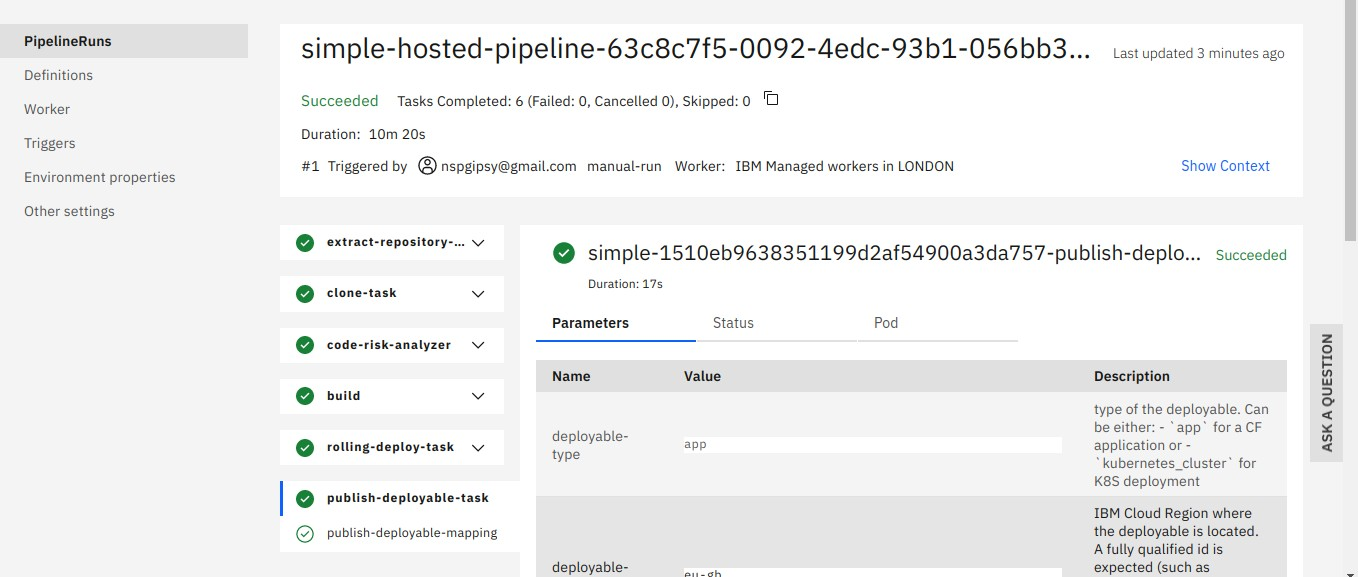 PipelineRuns
Definitions
Worker
Triggers
Environment properties
Other settings
simple-hosted-pipeline-63c8c7f5-0092-4edc-93b1-056bb3...
Last updated 3 minutes ago
Succeeded Tasks Completed: 6 (Failed: 0, Cancelled 0), Skipped: 0
Duration: 10m 20s
#1 Triggered by nspgipsy@gmail.com manual-run Worker: IBM Managed workers in LONDON
Show Context
extract-repository-...
clone-task
code-risk-analyzer
build
rolling-deploy-task
publish-deployable-task
publish-deployable-mapping
simple-1510eb9638351199d2af54900a3da757-publish-deplo...
Succeeded
Duration: 17s
Parameters Status Pod
Name Value Description
deployable-
type
app
type of the deployable. Can
be either: - `app` for a CF
application or -
`kubernetes_cluster` for
K8S deployment
deployable-
eu-gb
IBM Cloud Region where
the deployable is located.
A fully qualified id is
expected (such as
ASK A QUESTION